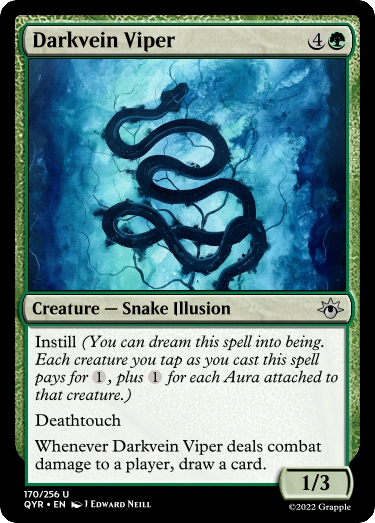 Darkvein Viper 4
Creature — Snake Illusion
Instill (You can dream this spell into being.
Each creature you tap as you cast this spell
pays for 1, plus 1 for each Aura attached to
that creature.)
Deathtouch
Whenever Darkvein Viper deals combat
damage to a player, draw a card.
1/3
170/256 U
QYR • EN J Edward Neill
©2022 Grapple